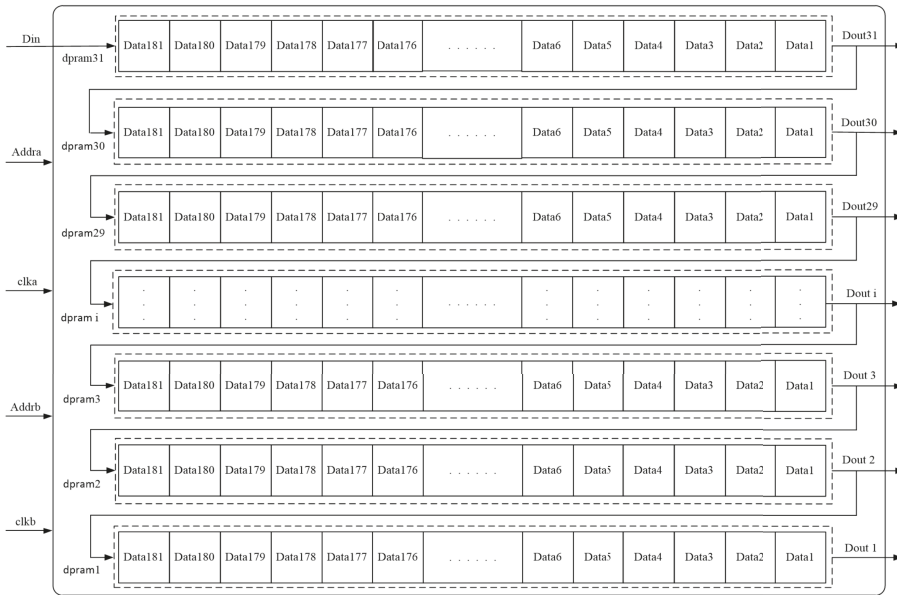 Din Data181 Data180 Data179 Data178 Data177 Data176 . . . . . . Data6 Data5 Data4 Data3 Data2 Data1 Dout31
dpram31
Data181 Data180 Data179 Data178 Data177 Data176 . . . . . . Data6 Data5 Data4 Data3 Data2 Data1 Dout30
dpram30
Addra
Data181 Data180 Data179 Data178 Data177 Data176 . . . . . . Data6 Data5 Data4 Data3 Data2 Data1 Dout29
dpram29
clka
. . . . . . . . . . . . . . . . . . Dout i
dpram i
Data181 Data180 Data179 Data178 Data177 Data176 . . . . . . Data6 Data5 Data4 Data3 Data2 Data1 Dout 3
dpram3
Addrb
Data181 Data180 Data179 Data178 Data177 Data176 . . . . . . Data6 Data5 Data4 Data3 Data2 Data1 Dout 2
dpram2
clkb
Data181 Data180 Data179 Data178 Data177 Data176 . . . . . . Data6 Data5 Data4 Data3 Data2 Data1 Dout 1
dpram1